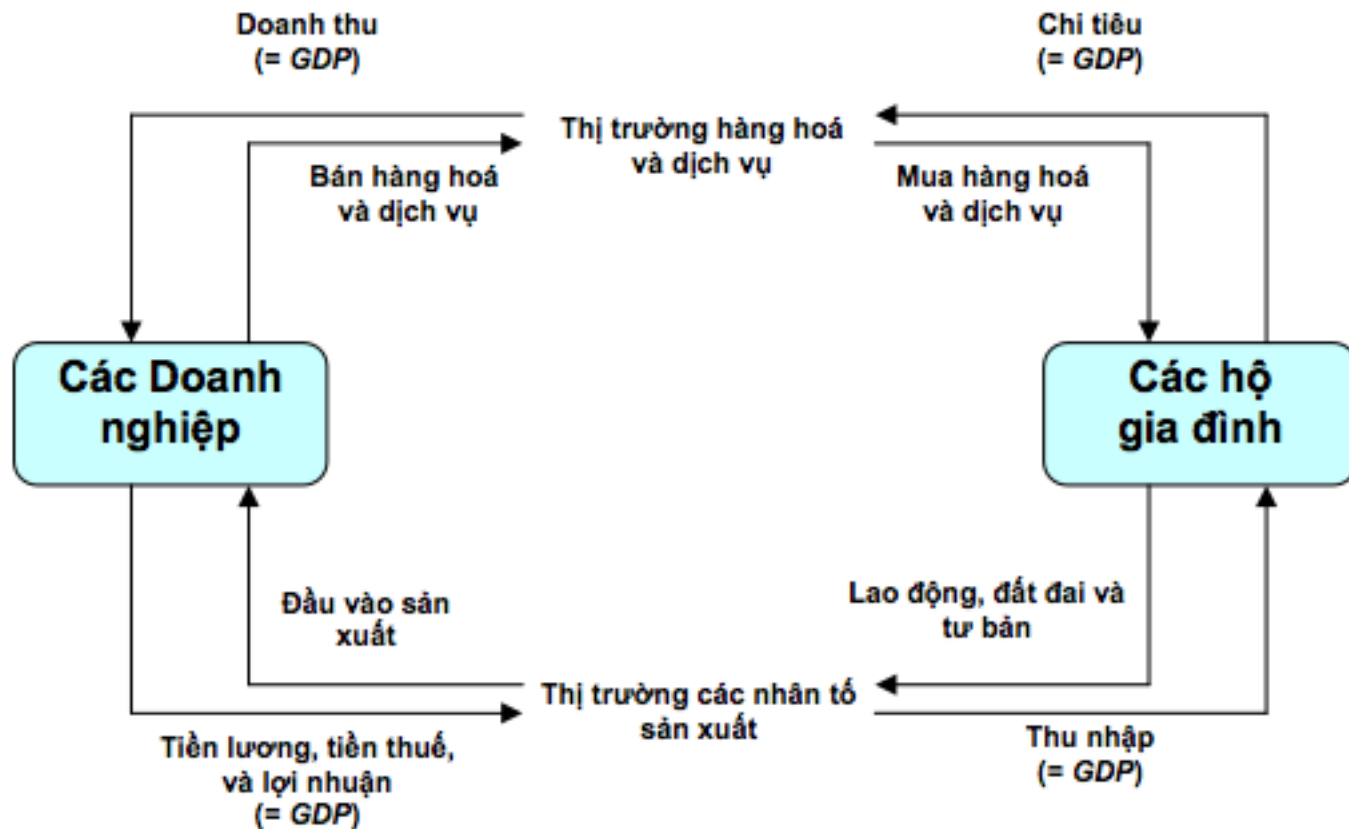 Doanh thu
(= GDP)
Chi tiêu
(= GDP)
Thị trường hàng hoá
và dịch vụ
Bán hàng hoá
và dịch vụ
Mua hàng hoá
và dịch vụ
Các Doanh
nghiệp
Các hộ
gia đình
Đầu vào sản
xuất
Lao động, đất đai và
tư bản
Thị trường các nhân tố
sản xuất
Tiền lương, tiền thuế,
và lợi nhuận
(= GDP)
Thu nhập
(= GDP)